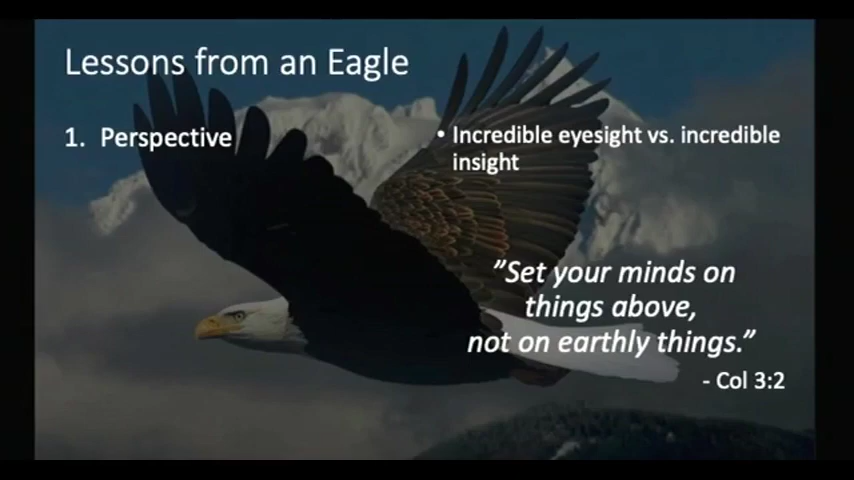 Lessons from an Eagle
1. Perspective
• Incredible eyesight vs. incredible
insight
”Set your minds on
things above,
not on earthly things.”
- Col 3:2